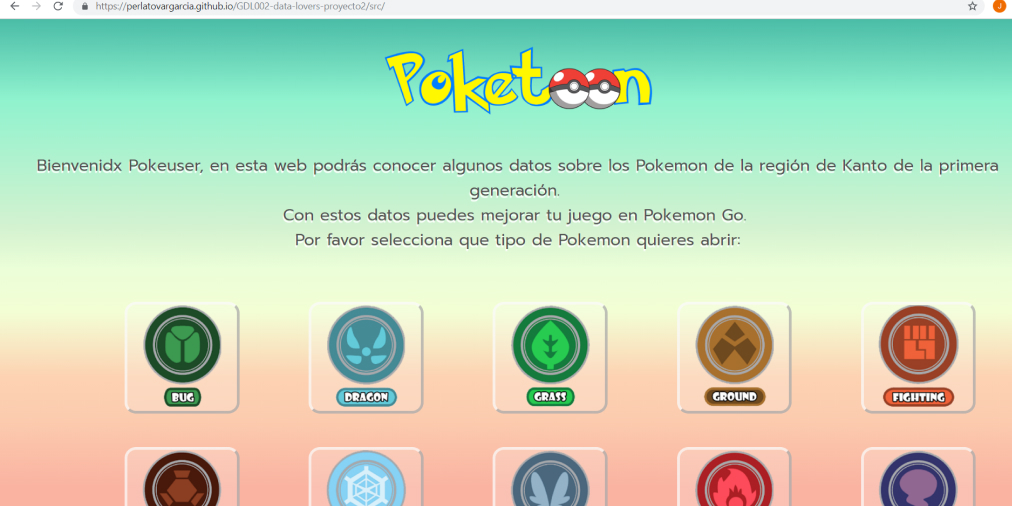 https://perlatovargarcia.github.io/GDL002-data-lovers-proyecto2/src/
J
Poketoon
Bienvenidx Pokeuser, en esta web podrás conocer algunos datos sobre los Pokemon de la región de Kanto de la primera
generación.
Con estos datos puedes mejorar tu juego en Pokemon Go.
Por favor selecciona que tipo de Pokemon quieres abrir:
BUG DRAGON GRASS GROUND FIGHTING